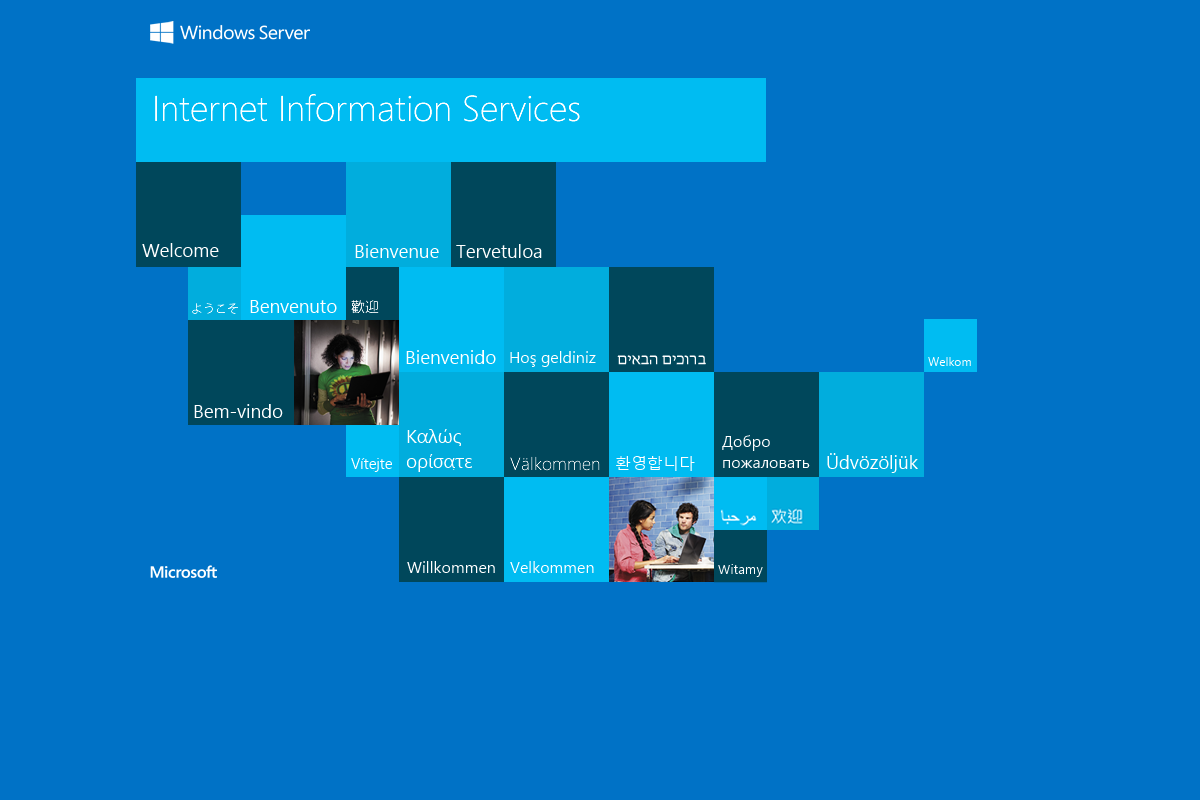 Windows Server
Internet Information Services
Welcome
Bienvenue
Tervetuloa
ようこそ
Benvenuto
歡迎
Bienvenido
Hoş geldiniz
ברוכים הבאים
Welkom
Bem-vindo
Vítejte
Καλώς
ορίσατε
Välkommen
환영합니다
Добро
пожаловать
Üdvözöljük
مرحبا
欢迎
Willkommen
Velkommen
Witamy
Microsoft